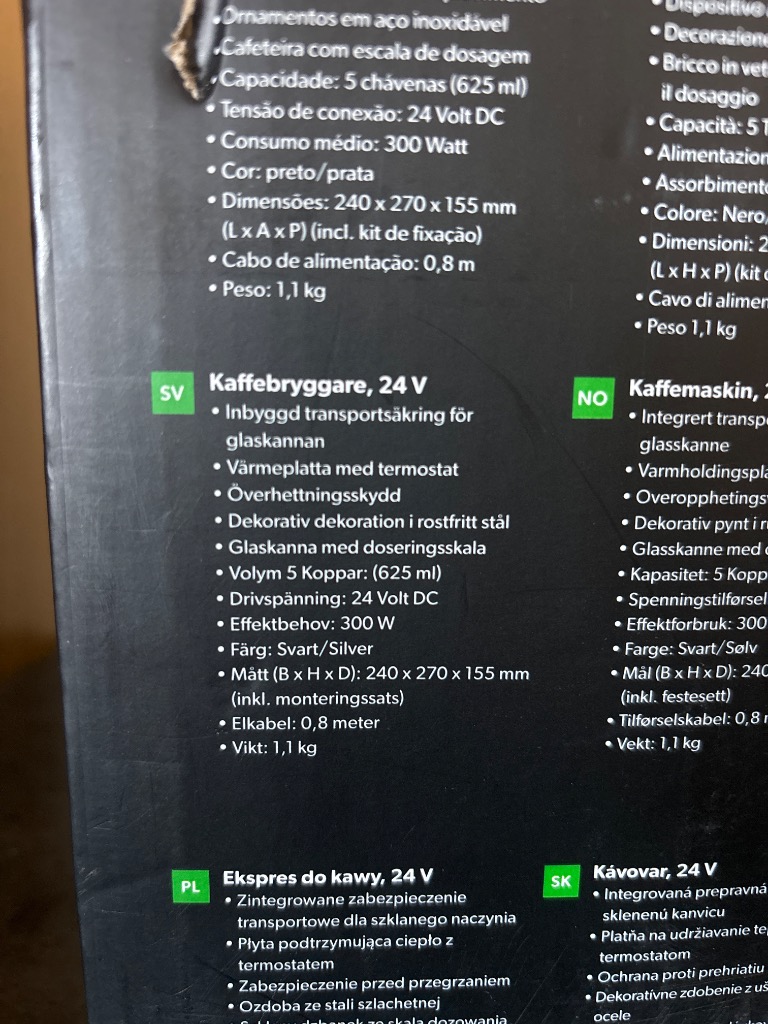 Ornamentos em aço inoxidável
• Cafeteira com escala de dosagem
• Capacidade: 5 chávenas (625 ml)
• Tensão de conexão: 24 Volt DC
• Consumo médio: 300 Watt
• Cor: preto/prata
• Dimensões: 240 x 270 x 155 mm
(L x A x P) (incl. kit de fixação)
• Cabo de alimentação: 0,8 m
• Peso: 1,1 kg
• Dispositivo
• Decorazione
• Bricco in vet
il dosaggio
• Capacità: 5 T
• Alimentazion
• Assorbimento
• Colore: Nero/
• Dimensioni: 2
(L x H x P) (kit
• Cavo di alimen
• Peso 1,1 kg
SV
Kaffebryggare, 24 V
• Inbyggd transportsäkring för
glaskannan
• Värmeplatta med termostat
• Överhettningsskydd
• Dekorativ dekoration i rostfritt stål
• Glaskanna med doseringsskala
• Volym 5 Koppar: (625 ml)
• Drivspänning: 24 Volt DC
• Effektbehov: 300 W
• Färg: Svart/Silver
• Mått (B x H x D): 240 x 270 x 155 mm
(inkl. monteringssats)
• Elkabel: 0,8 meter
• Vikt: 1,1 kg
NO
Kaffemaskin,
• Integrert transp
glasskanne
• Varmholdingspla
• Overopphetings
• Dekorativ pynt i r
• Glasskanne med
• Kapasitet: 5 Kopp
• Spenningstilførsel
• Effektforbruk: 300
• Farge: Svart/Sølv
• Mål (B x H x D): 240
(inkl. festesett)
• Tilførselskabel: 0,8
• Vekt: 1,1 kg
PL
Ekspres do kawy, 24 V
• Zintegrowane zabezpieczenie
transportowe dla szklanego naczynia
• Płyta podtrzymująca ciepło z
termostatem
• Zabezpieczenie przed przegrzaniem
• Ozdoba ze stali szlachetnej
SK
Kávovar, 24 V
• Integrovaná prepravná
sklenenú kanvicu
• Platňa na udržiavanie te
termostatom
• Ochrana proti prehriatiu
• Dekoratívne zdobenie z uš
ocele